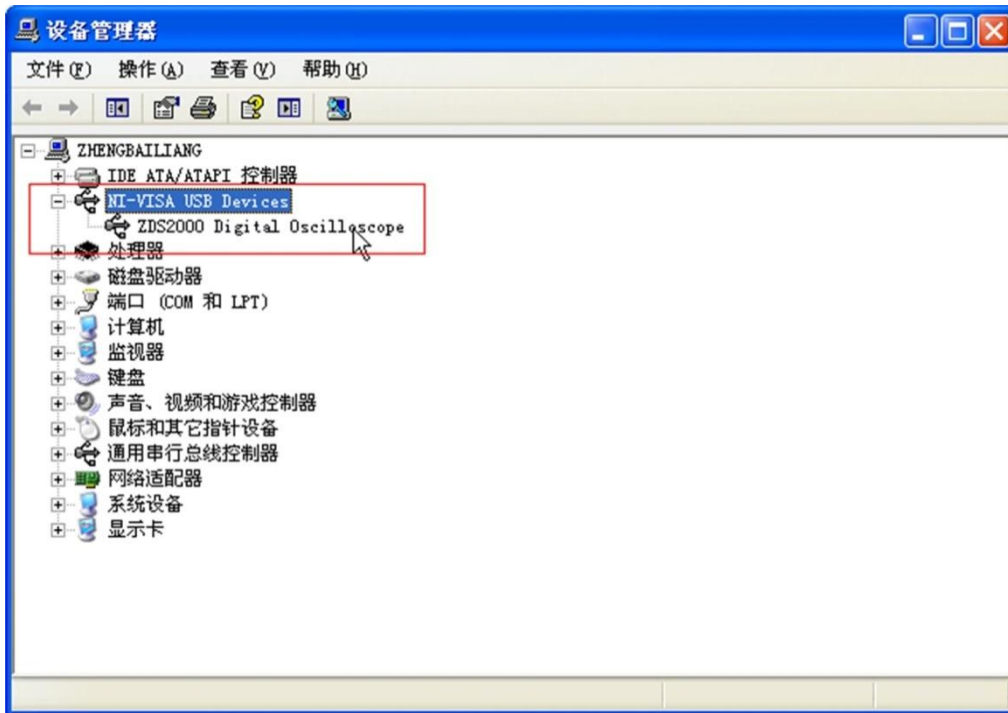 设备管理器
文件(F) 操作(A) 查看(V) 帮助(H)
ZHENGBAILIANG
IDE ATA/ATAPI 控制器
NI-VISA USB Devices
ZDS2000 Digital Oscilloscope
处理器
磁盘驱动器
端口 (COM 和 LPT)
计算机
监视器
键盘
声音、视频和游戏控制器
鼠标和其它指针设备
通用串行总线控制器
网络适配器
系统设备
显示卡